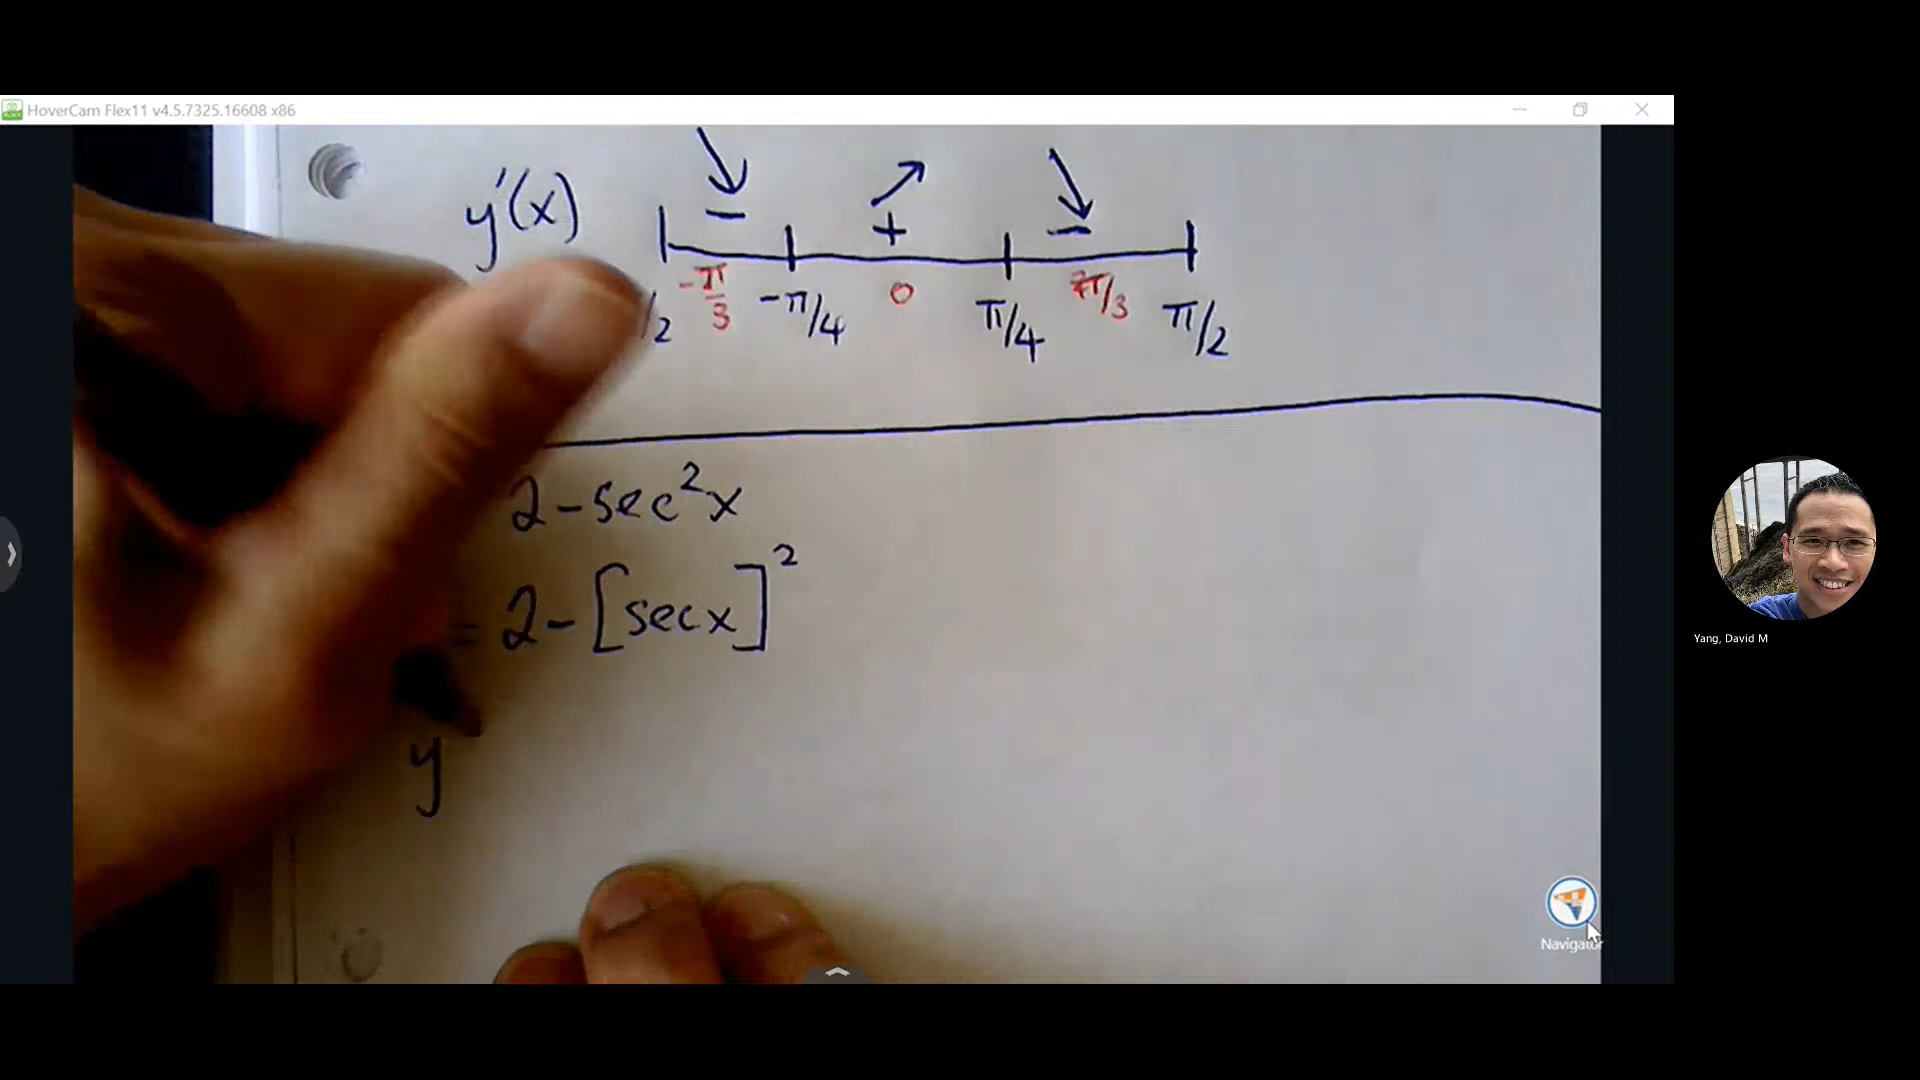 HoverCam Flex11 v4.5.7325.16608 x86
y'(x) − + −
/2 -π/3 -π/4 0 π/4 π/3 π/2
2-sec²x
= 2-[secx]²
y
Navigator
Yang, David M